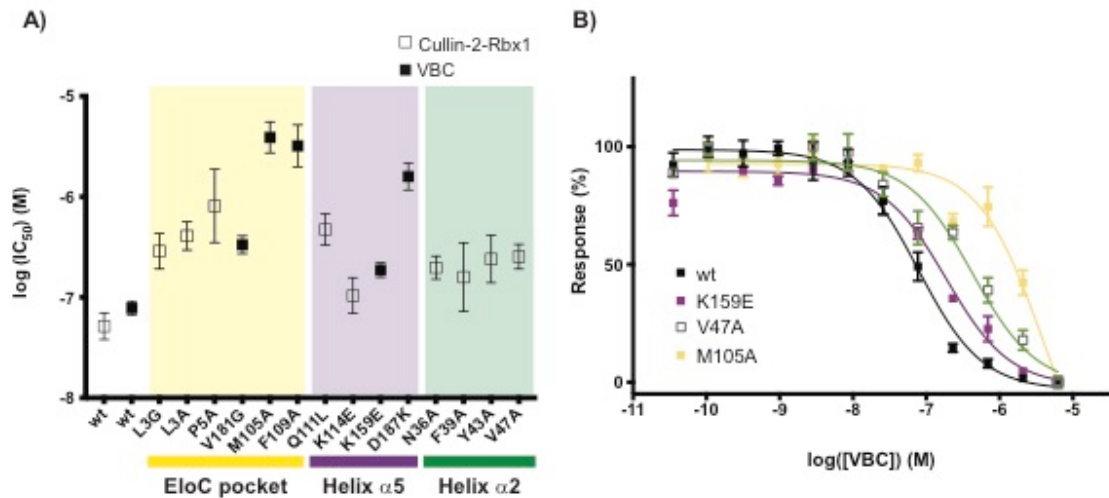 A)
Cullin-2-Rbx1
VBC
-5
-6
-7
-8
log (IC50) (M)
wt
wt
L3G
L3A
P5A
V181G
M105A
F109A
Q111L
K114E
K159E
D187K
N36A
F39A
Y43A
V47A
EloC pocket
Helix α5
Helix α2
B)
100
50
0
Response (%)
wt
K159E
V47A
M105A
-11
-10
-9
-8
-7
-6
-5
log([VBC]) (M)